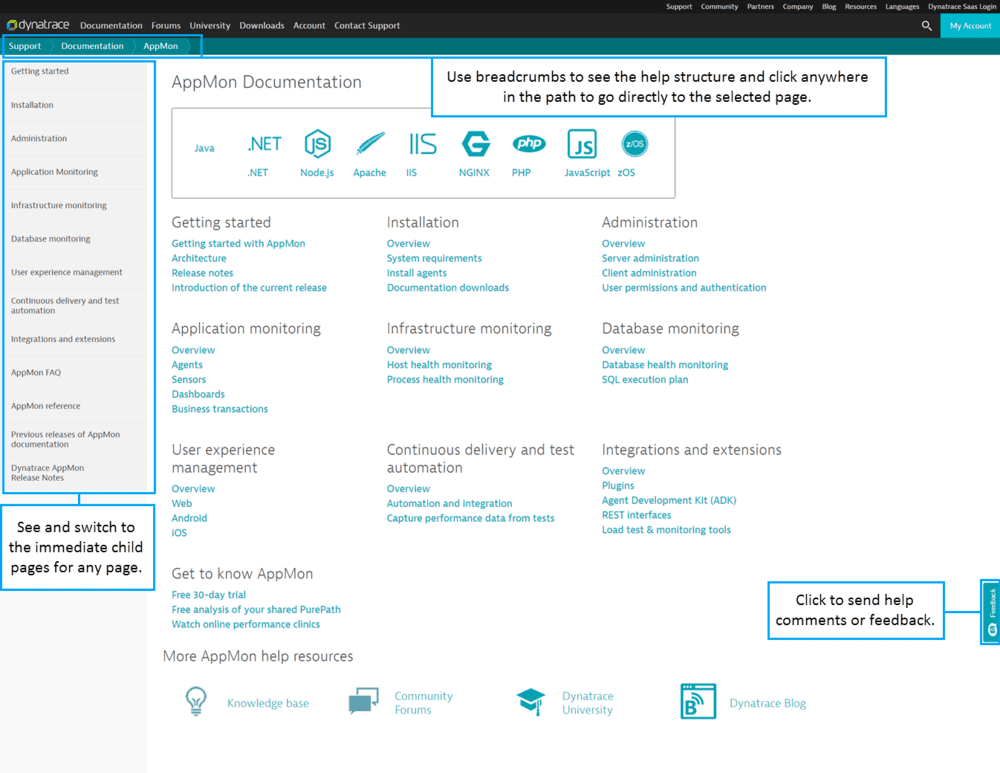 Support Community Partners Company Blog Resources Languages Dynatrace Saas Login
dynatrace Documentation Forums University Downloads Account Contact Support
My Account
Support Documentation AppMon
Getting started
Installation
Administration
Application Monitoring
Infrastructure monitoring
Database monitoring
User experience management
Continuous delivery and test
automation
Integrations and extensions
AppMon FAQ
AppMon reference
Previous releases of AppMon
documentation
Dynatrace AppMon
Release Notes
See and switch to
the immediate child
pages for any page.
AppMon Documentation
Use breadcrumbs to see the help structure and click anywhere
in the path to go directly to the selected page.
.NET JS IIS G php JS z/OS
Java .NET Node.js Apache IIS NGINX PHP JavaScript zOS
Getting started
Getting started with AppMon
Architecture
Release notes
Introduction of the current release
Installation
Overview
System requirements
Install agents
Documentation downloads
Administration
Overview
Server administration
Client administration
User permissions and authentication
Application monitoring
Overview
Agents
Sensors
Dashboards
Business transactions
Infrastructure monitoring
Overview
Host health monitoring
Process health monitoring
Database monitoring
Overview
Database health monitoring
SQL execution plan
User experience
management
Overview
Web
Android
iOS
Continuous delivery and test
automation
Overview
Automation and integration
Capture performance data from tests
Integrations and extensions
Overview
Plugins
Agent Development Kit (ADK)
REST interfaces
Load test & monitoring tools
Get to know AppMon
Free 30-day trial
Free analysis of your shared PurePath
Watch online performance clinics
Click to send help
comments or feedback.
Feedback
More AppMon help resources
Knowledge base
Community
Forums
Dynatrace
University
B
Dynatrace Blog